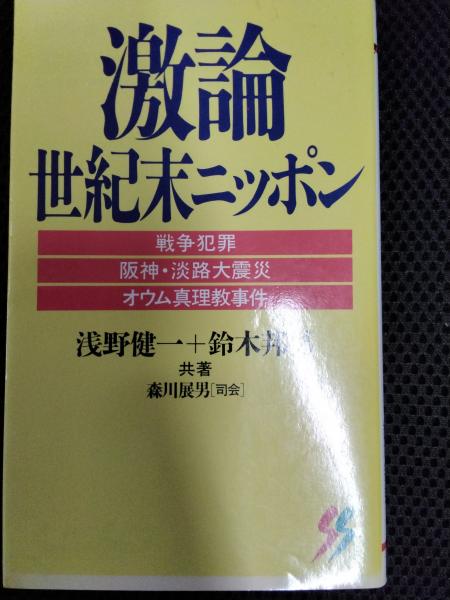 激論
世紀末ニッポン
戦争犯罪
阪神・淡路大震災
オウム真理教事件
浅野健一+鈴木邦
共著
森川展男[司会]
SS